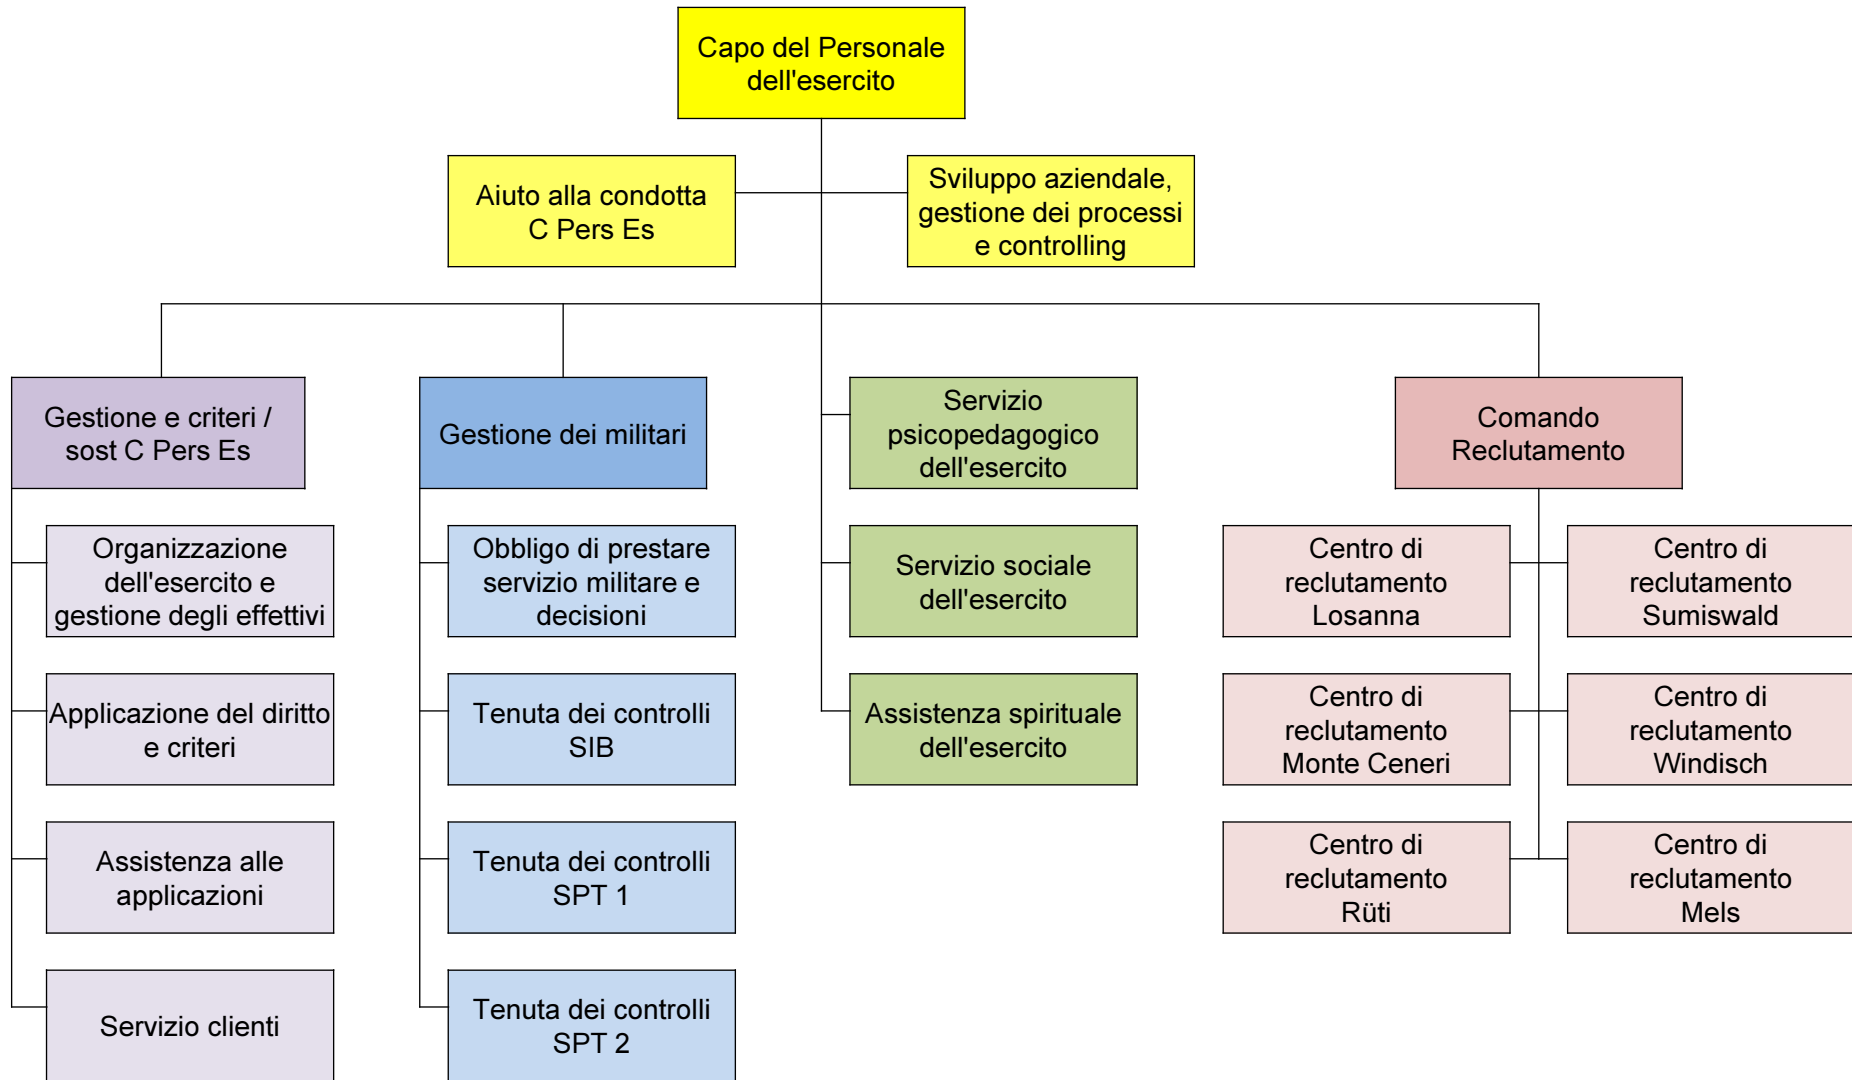 Capo del Personale
dell'esercito
Aiuto alla condotta
C Pers Es
Sviluppo aziendale,
gestione dei processi
e controlling
Gestione e criteri /
sost C Pers Es
Gestione dei militari
Servizio
psicopedagogico
dell'esercito
Comando
Reclutamento
Organizzazione
dell'esercito e
gestione degli effettivi
Obbligo di prestare
servizio militare e
decisioni
Servizio sociale
dell'esercito
Centro di
reclutamento
Losanna
Centro di
reclutamento
Sumiswald
Applicazione del diritto
e criteri
Tenuta dei controlli
SIB
Assistenza spirituale
dell'esercito
Centro di
reclutamento
Monte Ceneri
Centro di
reclutamento
Windisch
Assistenza alle
applicazioni
Tenuta dei controlli
SPT 1
Centro di
reclutamento
Rüti
Centro di
reclutamento
Mels
Servizio clienti
Tenuta dei controlli
SPT 2